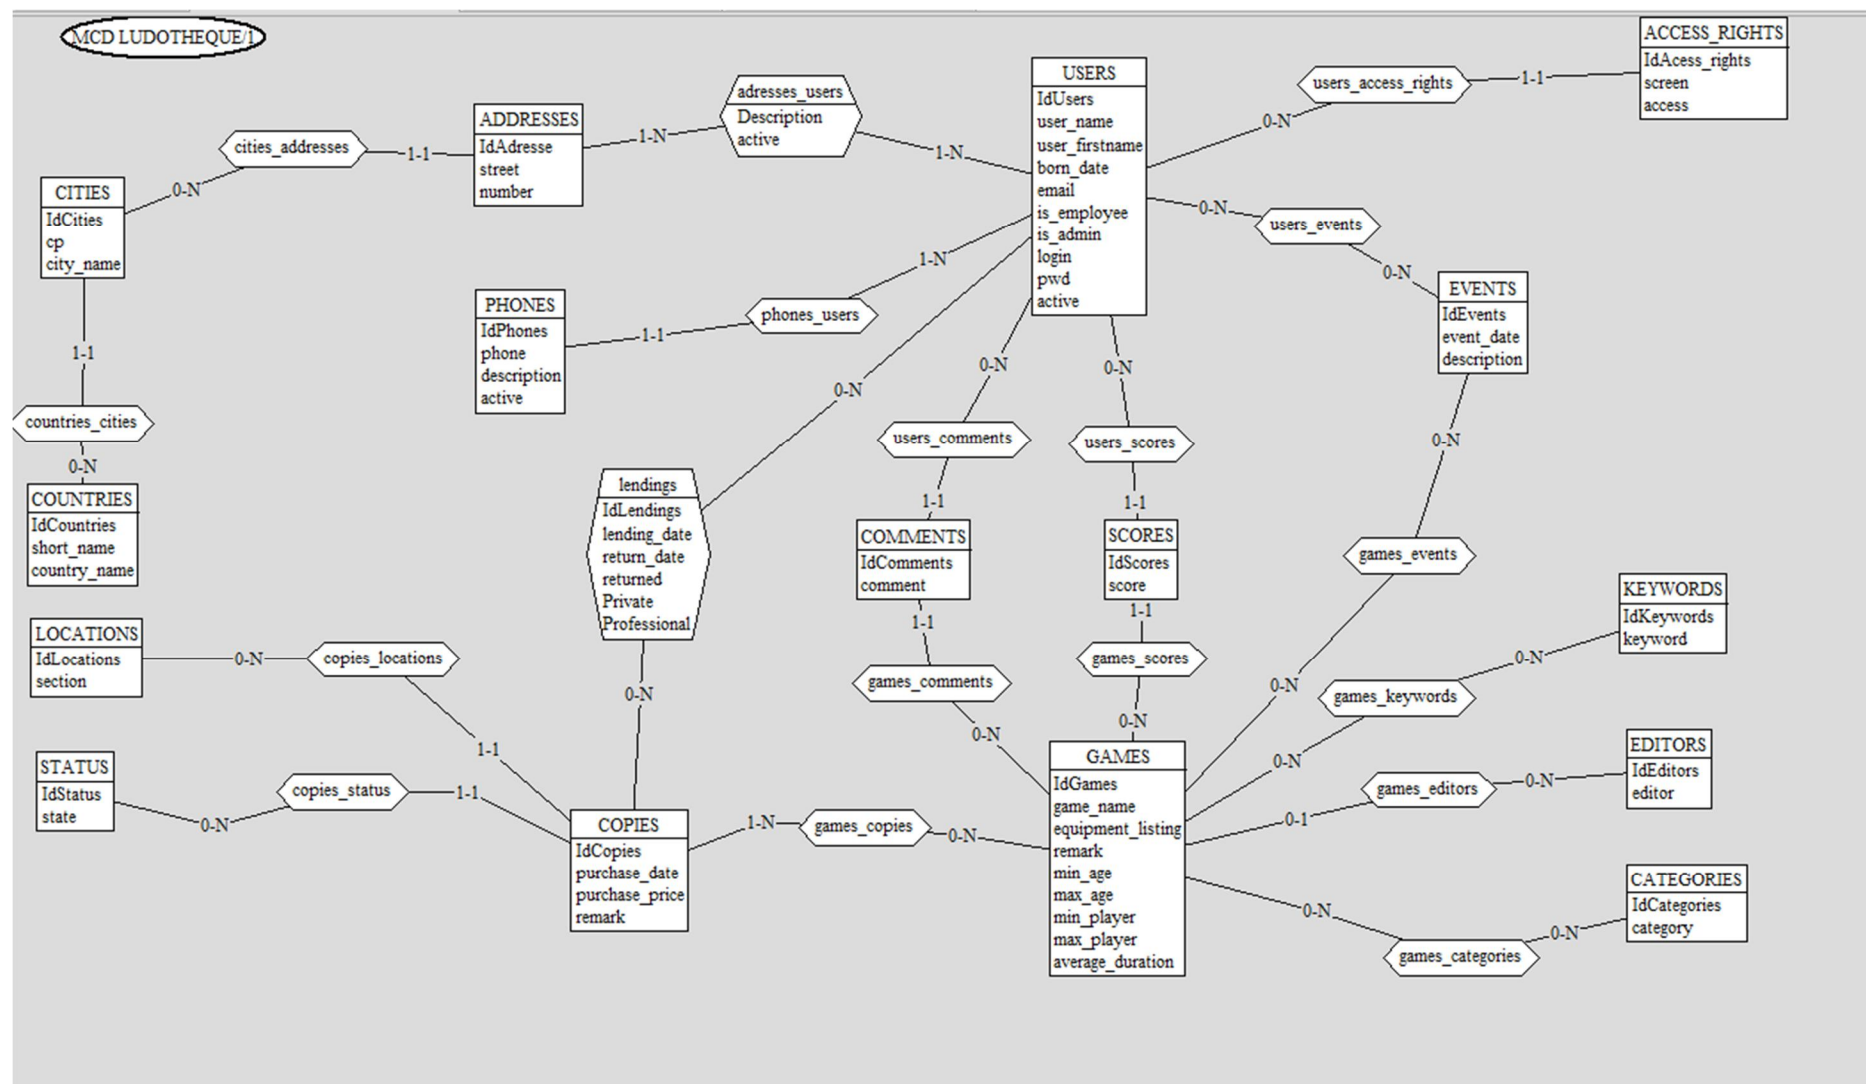 MCD LUDOTHEQUE/1
ACCESS_RIGHTS
IdAcess_rights
screen
access
1-1
users_access_rights
0-N
USERS
IdUsers
user_name
user_firstname
born_date
email
is_employee
is_admin
login
pwd
active
adresses_users
Description
active
1-N
1-N
ADDRESSES
IdAdresse
street
number
1-1
cities_addresses
0-N
CITIES
IdCities
cp
city_name
1-1
countries_cities
0-N
COUNTRIES
IdCountries
short_name
country_name
0-N
users_events
0-N
EVENTS
IdEvents
event_date
description
0-N
games_events
0-N
PHONES
IdPhones
phone
description
active
1-1
phones_users
1-N
0-N
lendings
IdLendings
lending_date
return_date
returned
Private
Professional
0-N
0-N
users_comments
1-1
COMMENTS
IdComments
comment
1-1
games_comments
0-N
0-N
users_scores
1-1
SCORES
IdScores
score
1-1
games_scores
0-N
LOCATIONS
IdLocations
section
0-N
copies_locations
1-1
STATUS
IdStatus
state
0-N
copies_status
1-1
COPIES
IdCopies
purchase_date
purchase_price
remark
1-N
games_copies
0-N
GAMES
IdGames
game_name
equipment_listing
remark
min_age
max_age
min_player
max_player
average_duration
KEYWORDS
IdKeywords
keyword
0-N
games_keywords
0-N
EDITORS
IdEditors
editor
0-N
games_editors
0-1
CATEGORIES
IdCategories
category
0-N
games_categories
0-N